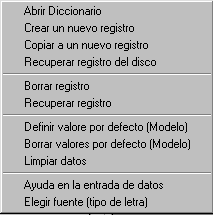 Abrir Diccionario
Crear un nuevo registro
Copiar a un nuevo registro
Recuperar registro del disco
Borrar registro
Recuperar registro
Definir valore por defecto (Modelo)
Borrar valores por defecto (Modelo)
Limpiar datos
Ayuda en la entrada de datos
Elegir fuente (tipo de letra)